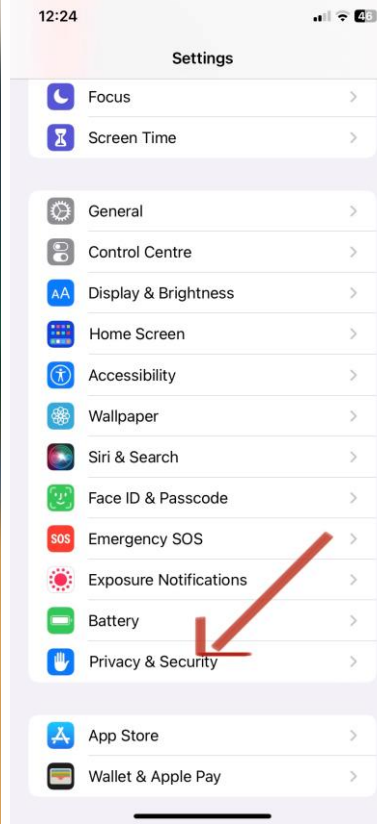 12:24
46
Settings
Focus
Screen Time
General
Control Centre
AA Display & Brightness
Home Screen
Accessibility
Wallpaper
Siri & Search
Face ID & Passcode
SOS Emergency SOS
Exposure Notifications
Battery
Privacy & Security
App Store
Wallet & Apple Pay